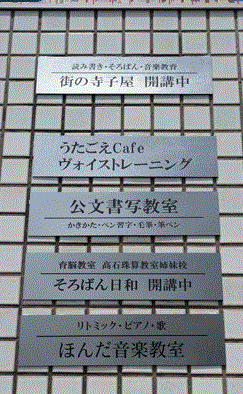 読み書き・そろばん・音楽教育
街の寺子屋 開講中
うたごえCafe
ヴォイストレーニング
公文書写教室
かきかた・ペン習字・毛筆・筆ペン
育脳教室 高石珠算教室姉妹校
そろばん日和 開講中
リトミック・ピアノ・歌
ほんだ音楽教室